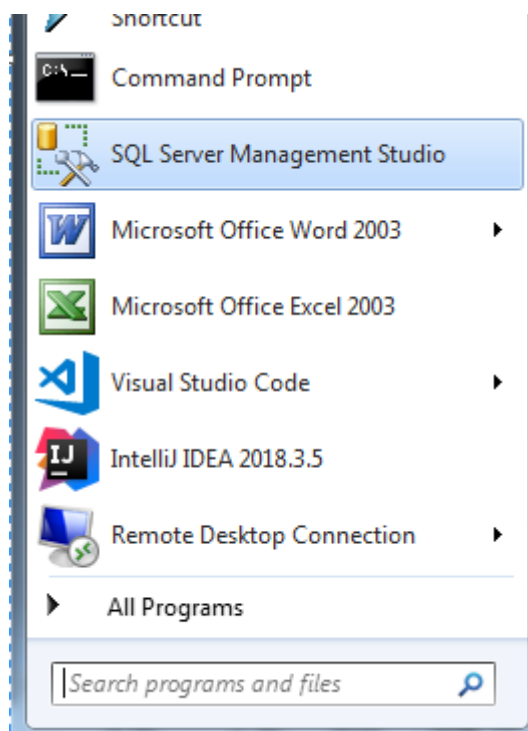 Shortcut
C:\
Command Prompt
SQL Server Management Studio
W
Microsoft Office Word 2003
Microsoft Office Excel 2003
Visual Studio Code
IJ
IntelliJ IDEA 2018.3.5
Remote Desktop Connection
All Programs
Search programs and files